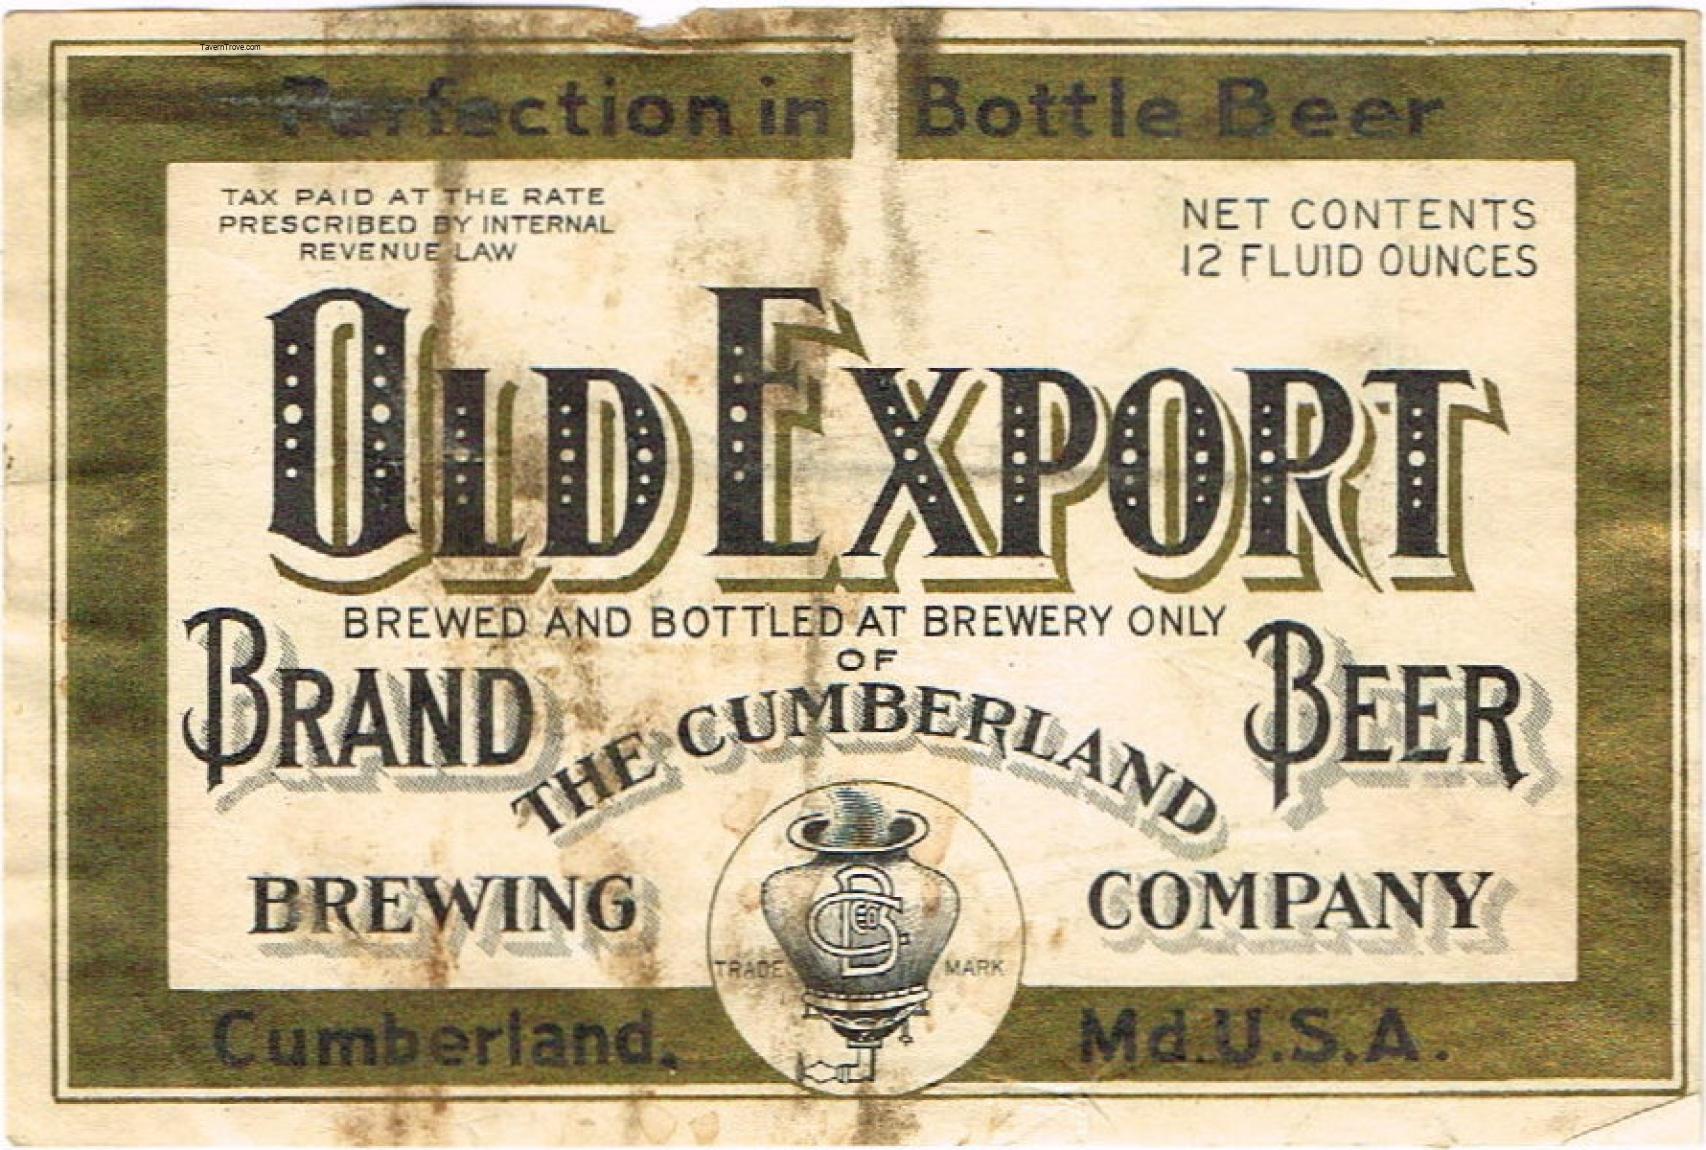 TavernTrove.com
Perfection in Bottle Beer
TAX PAID AT THE RATE
PRESCRIBED BY INTERNAL
REVENUE LAW
NET CONTENTS
12 FLUID OUNCES
OLD EXPORT
BREWED AND BOTTLED AT BREWERY ONLY
OF
BRAND
BEER
THE CUMBERLAND
BREWING
COMPANY
TRADE MARK
Cumberland, Md. U.S.A.